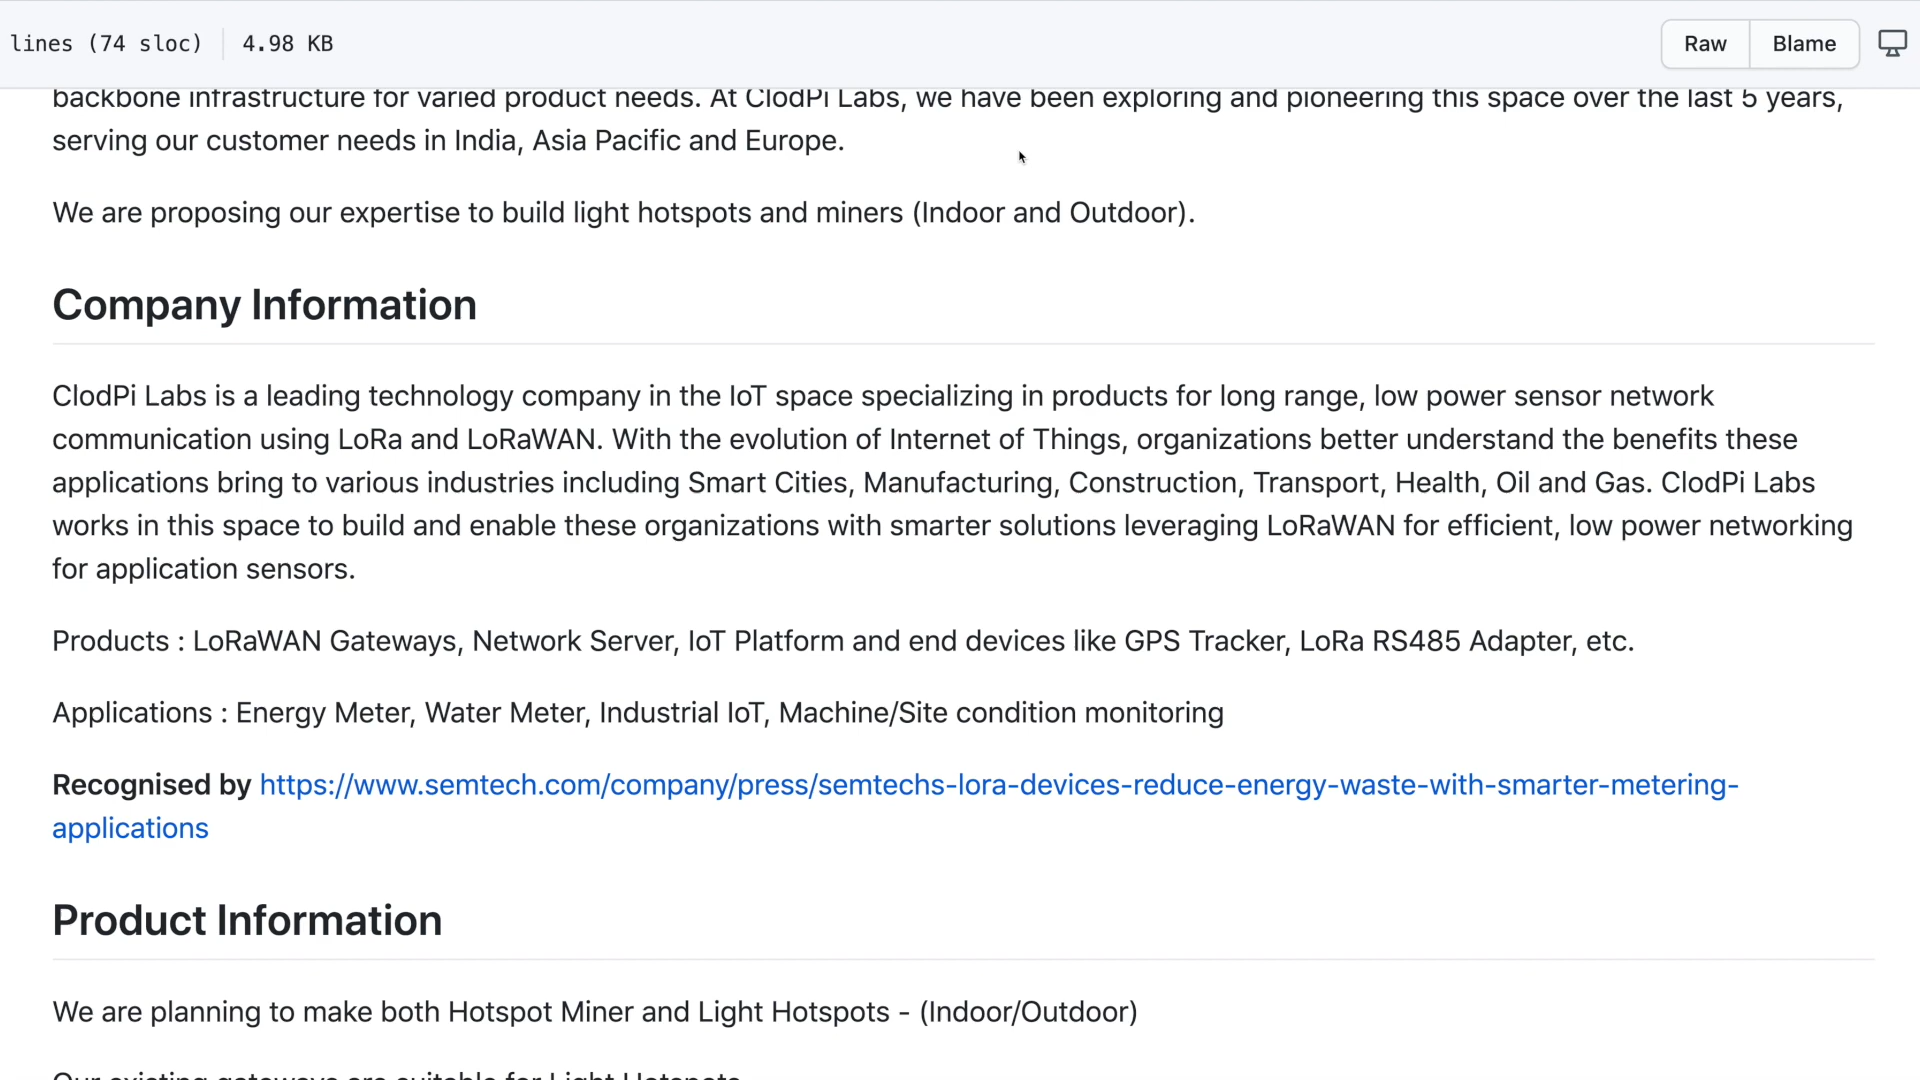 lines (74 sloc) 4.98 KB Raw Blame
backbone infrastructure for varied product needs. At ClodPi Labs, we have been exploring and pioneering this space over the last 5 years,
serving our customer needs in India, Asia Pacific and Europe.
We are proposing our expertise to build light hotspots and miners (Indoor and Outdoor).
Company Information
ClodPi Labs is a leading technology company in the IoT space specializing in products for long range, low power sensor network
communication using LoRa and LoRaWAN. With the evolution of Internet of Things, organizations better understand the benefits these
applications bring to various industries including Smart Cities, Manufacturing, Construction, Transport, Health, Oil and Gas. ClodPi Labs
works in this space to build and enable these organizations with smarter solutions leveraging LoRaWAN for efficient, low power networking
for application sensors.
Products : LoRaWAN Gateways, Network Server, IoT Platform and end devices like GPS Tracker, LoRa RS485 Adapter, etc.
Applications : Energy Meter, Water Meter, Industrial IoT, Machine/Site condition monitoring
Recognised by https://www.semtech.com/company/press/semtechs-lora-devices-reduce-energy-waste-with-smarter-metering-
applications
Product Information
We are planning to make both Hotspot Miner and Light Hotspots - (Indoor/Outdoor)
Our existing gateways are suitable for Light Hotspots